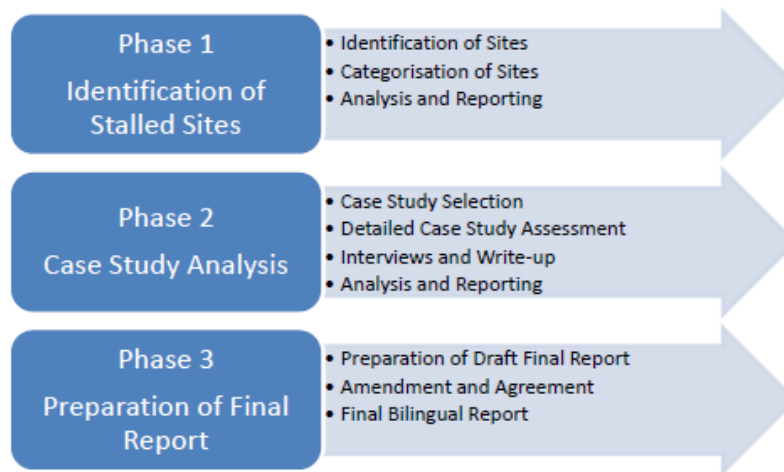 Phase 1
Identification of
Stalled Sites
• Identification of Sites
• Categorisation of Sites
• Analysis and Reporting
Phase 2
Case Study Analysis
• Case Study Selection
• Detailed Case Study Assessment
• Interviews and Write-up
• Analysis and Reporting
Phase 3
Preparation of Final
Report
• Preparation of Draft Final Report
• Amendment and Agreement
• Final Bilingual Report